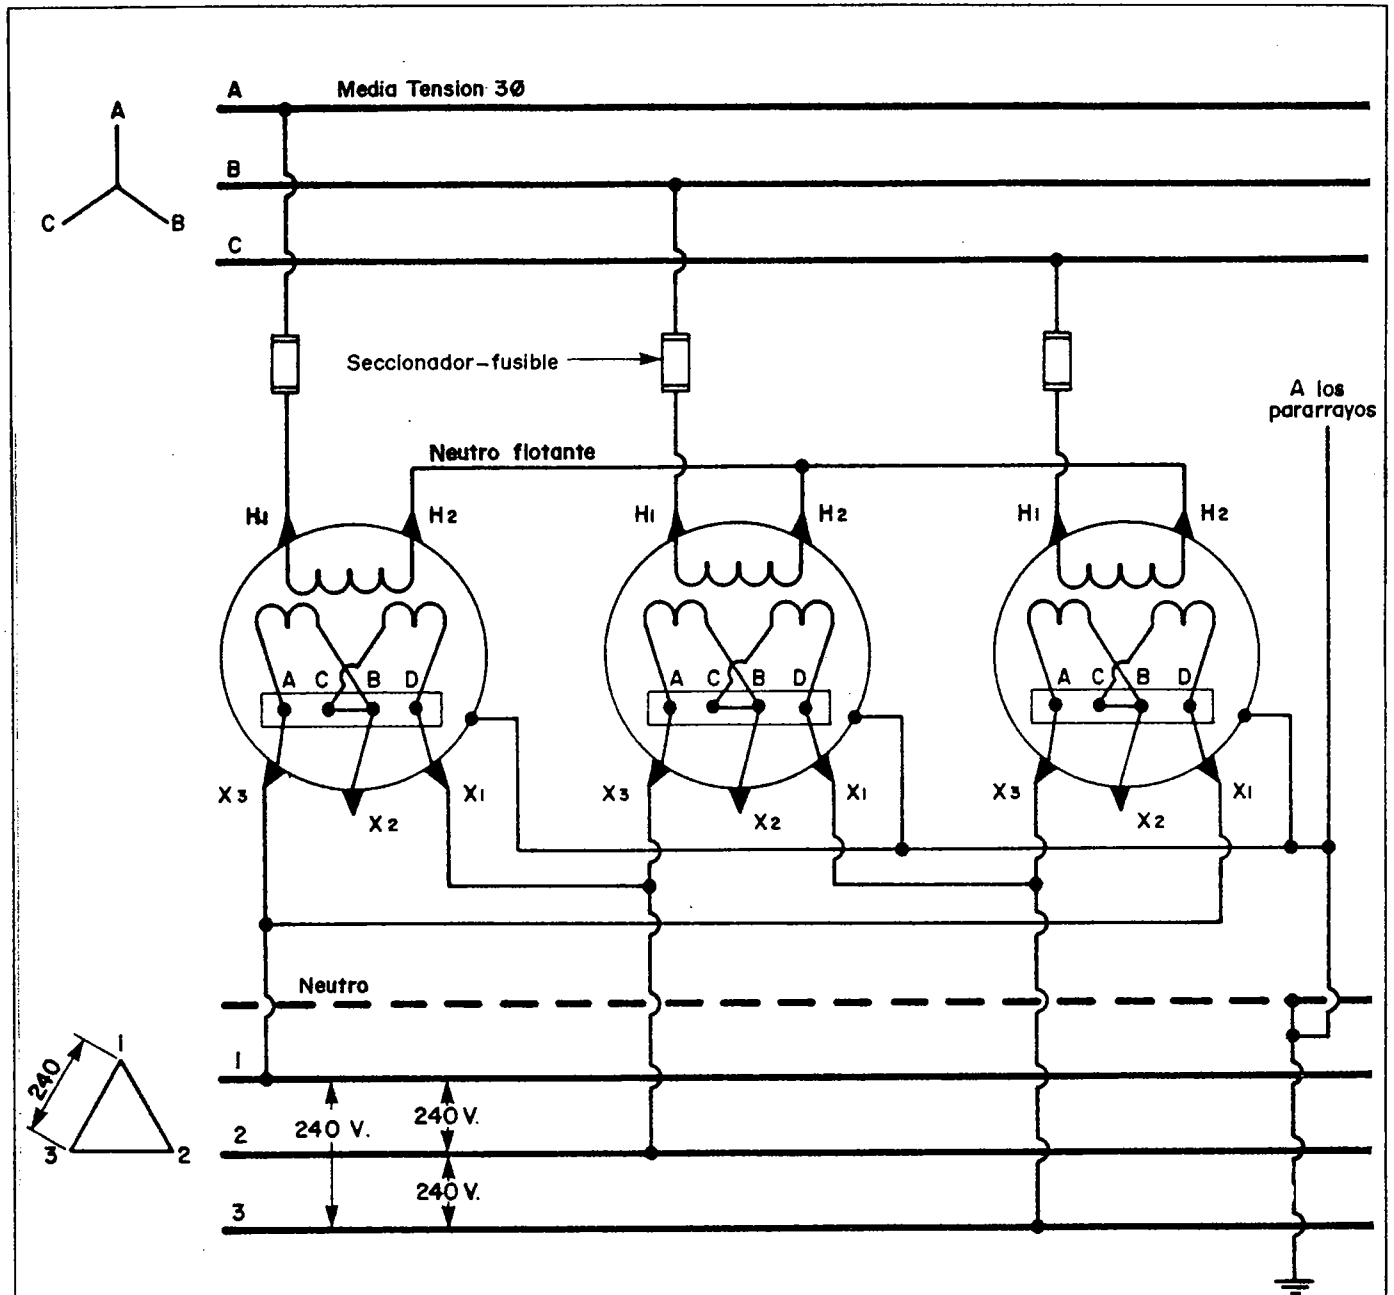 A
Media Tension 3Ø
A
B
C
B
C
Seccionador-fusible
A los
pararrayos
Neutro flotante
H1
H2
H1
H2
H1
H2
A C B D
A C B D
A C B D
X3
X2
X1
X3
X2
X1
X3
X2
X1
Neutro
1
240
3
2
1
2
3
240 V.
240 V.
240 V.